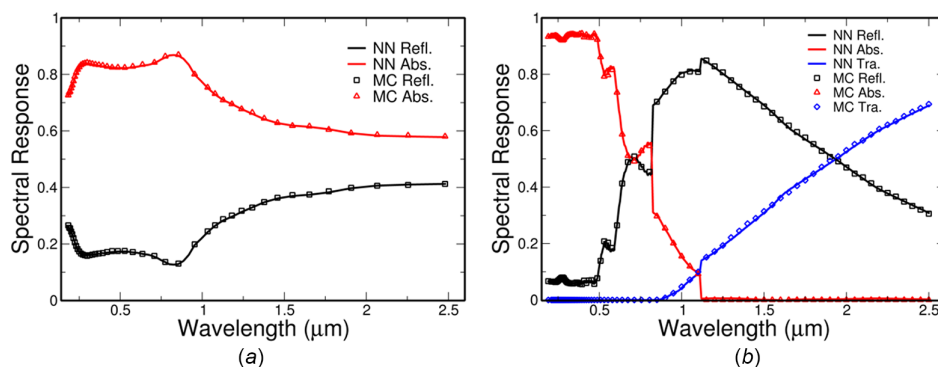 1
0.8
0.6
0.4
0.2
0
Spectral Response
NN Refl.
NN Abs.
MC Refl.
MC Abs.
0.5
1
1.5
2
2.5
Wavelength (μm)
(a)
1
0.8
0.6
0.4
0.2
0
Spectral Response
NN Refl.
NN Abs.
NN Tra.
MC Refl.
MC Abs.
MC Tra.
0.5
1
1.5
2
2.5
Wavelength (μm)
(b)